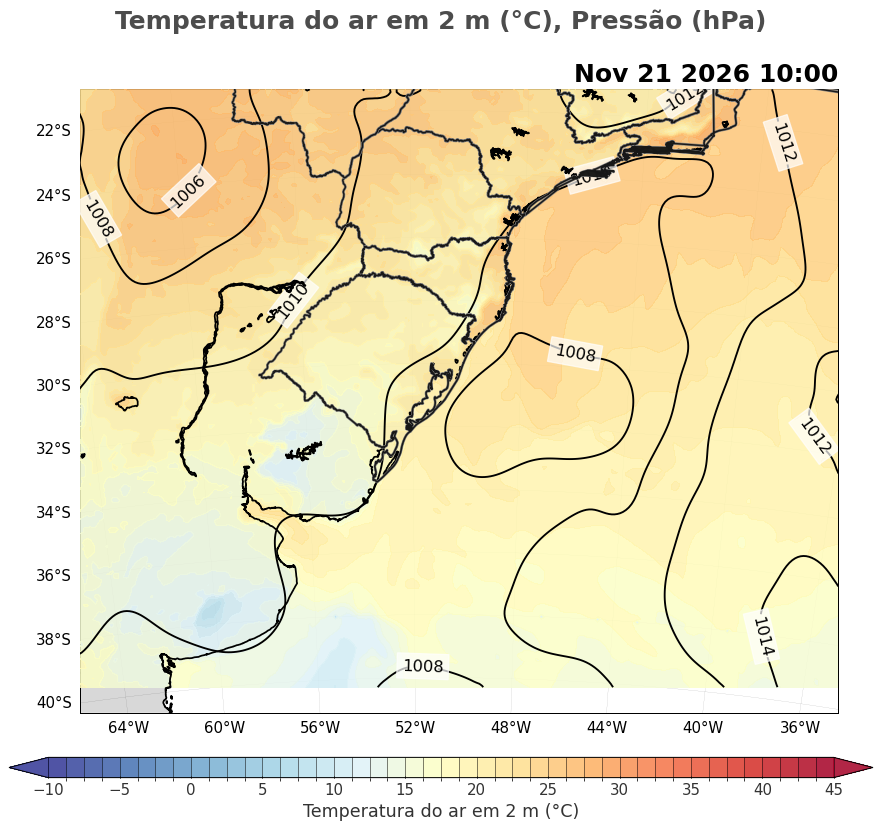 Temperatura do ar em 2 m (°C), Pressão (hPa)
Nov 21 2026 10:00
1012
22°S
1012
24°S
1006
1008
26°S
1010
28°S
1008
30°S
1012
32°S
34°S
36°S
1014
38°S
1008
40°S
64°W 60°W 56°W 52°W 48°W 44°W 40°W 36°W
−10 −5 0 5 10 15 20 25 30 35 40 45
Temperatura do ar em 2 m (°C)